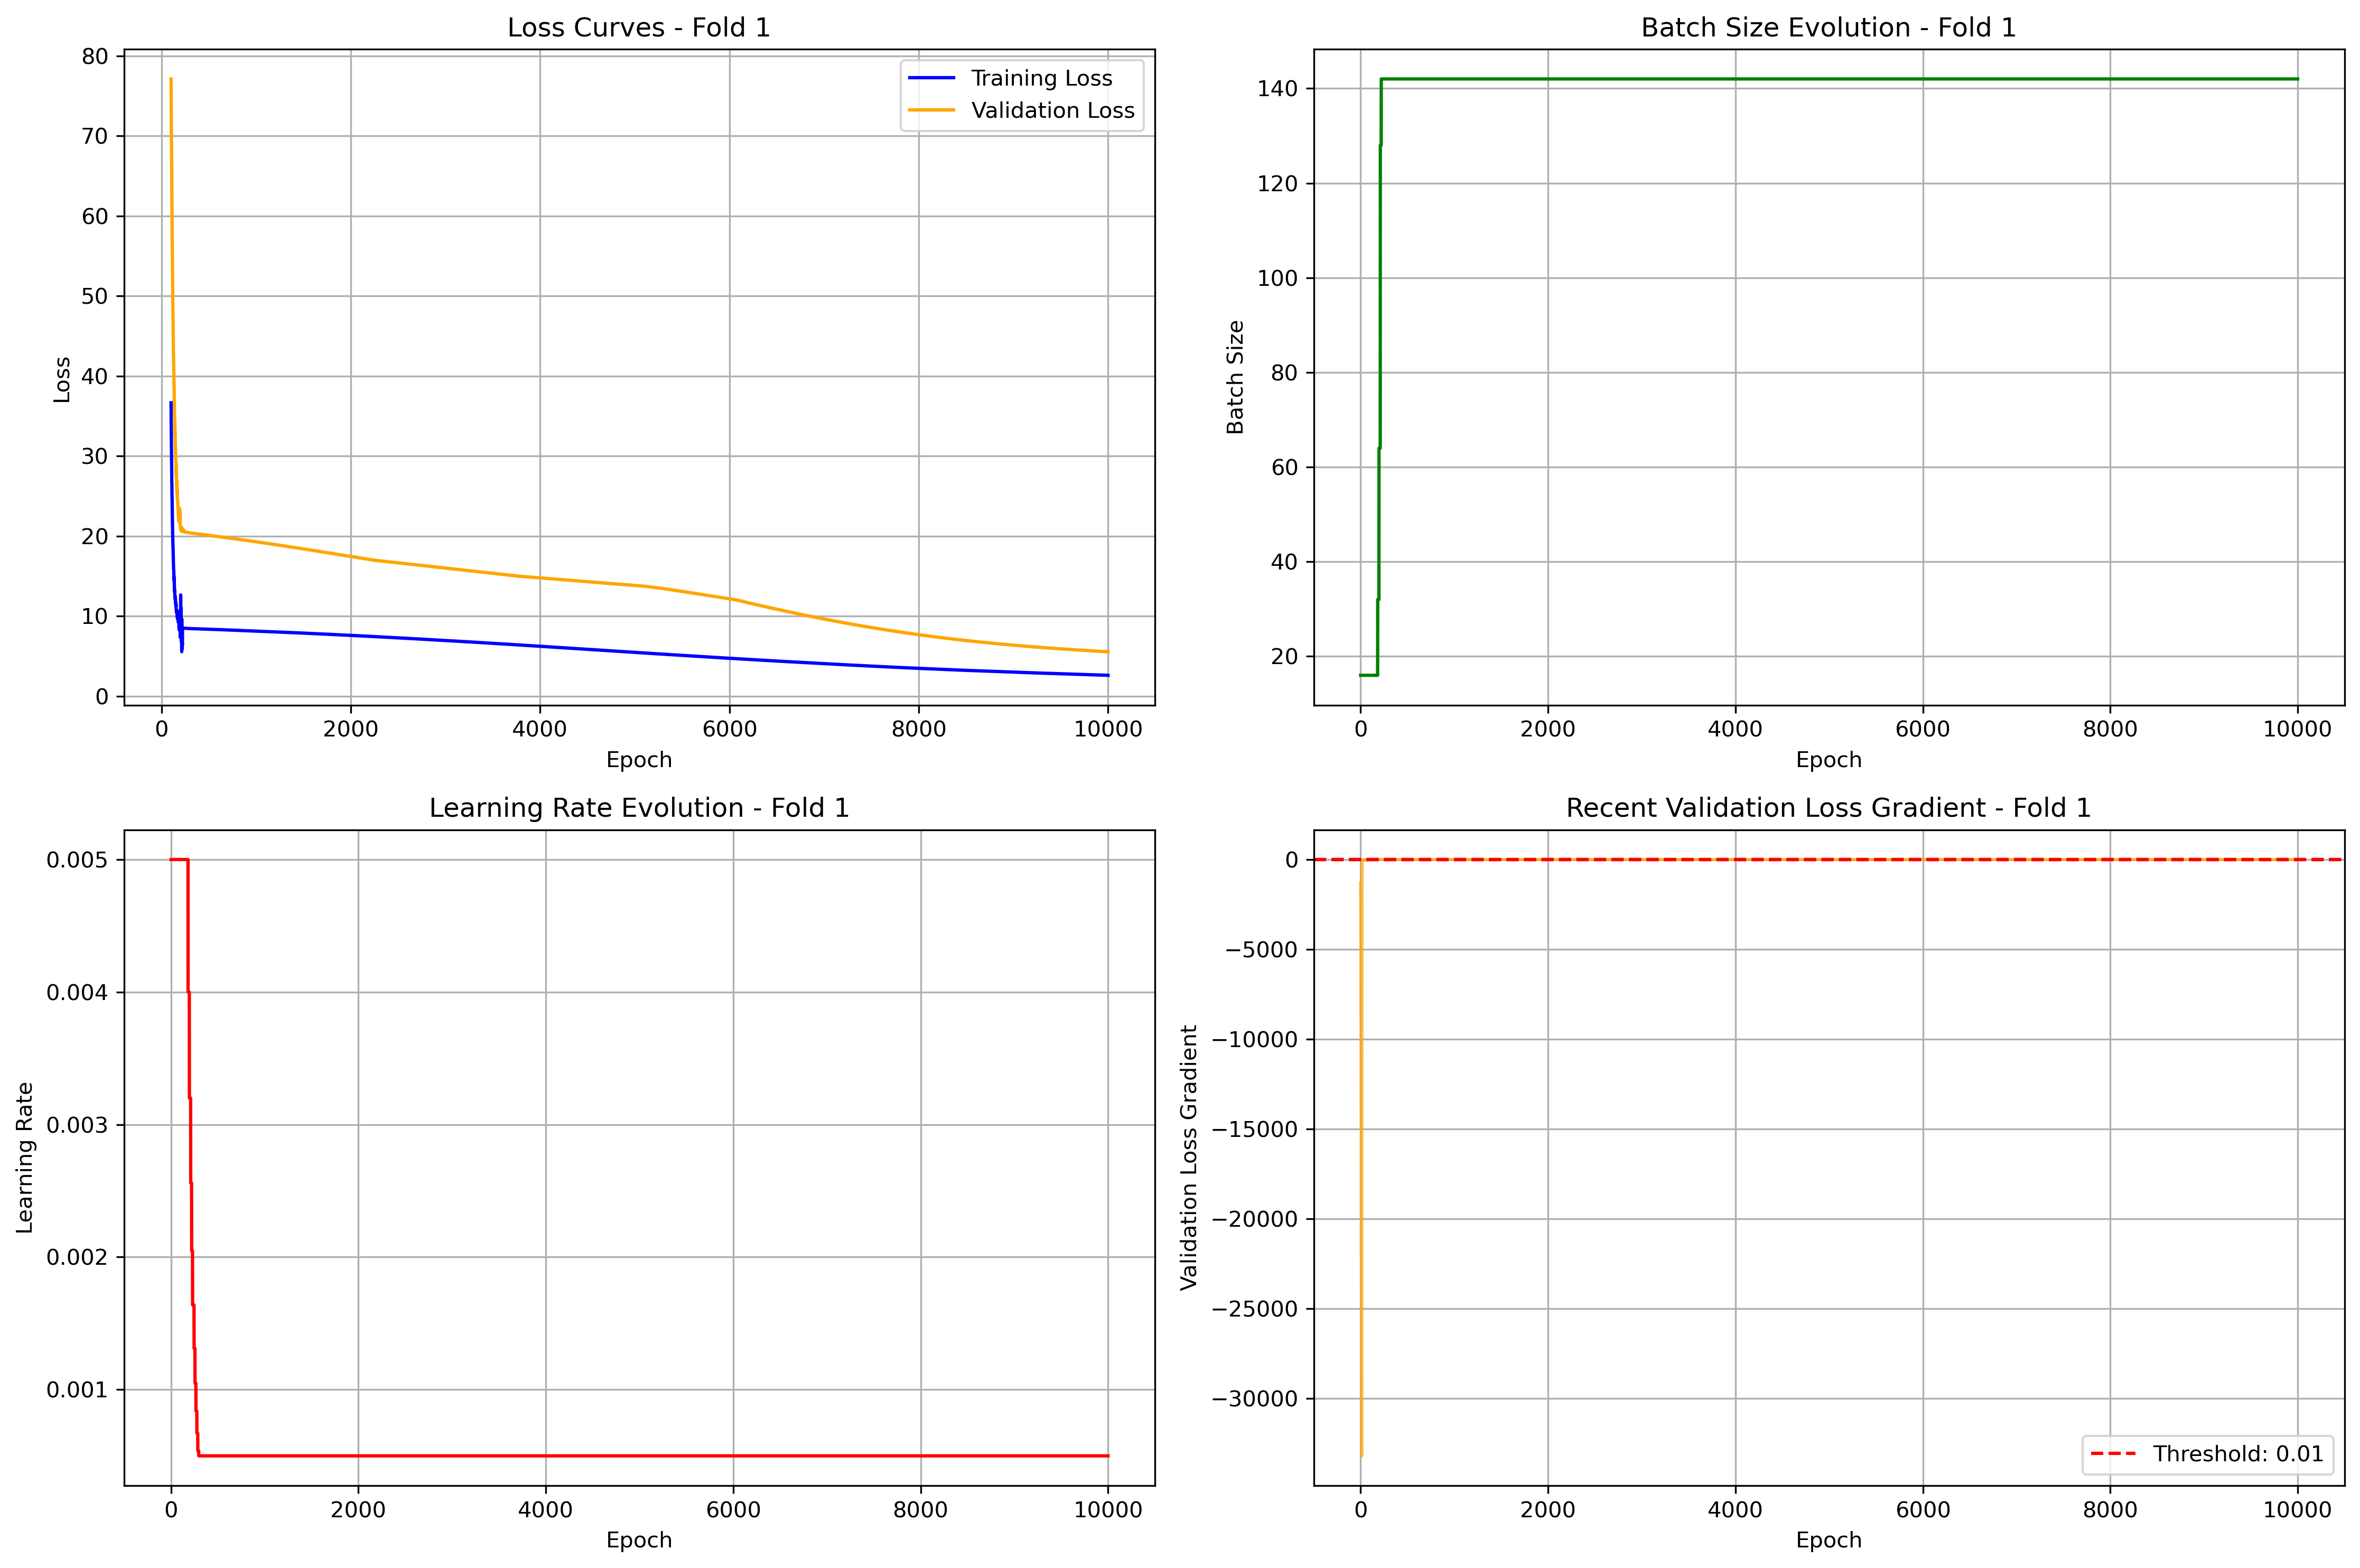 Loss Curves - Fold 1
80
70
60
50
40
30
20
10
0
Loss
Training Loss
Validation Loss
0 2000 4000 6000 8000 10000
Epoch
Batch Size Evolution - Fold 1
140
120
100
80
60
40
20
Batch Size
0 2000 4000 6000 8000 10000
Epoch
Learning Rate Evolution - Fold 1
0.005
0.004
0.003
0.002
0.001
Learning Rate
0 2000 4000 6000 8000 10000
Epoch
Recent Validation Loss Gradient - Fold 1
0
−5000
−10000
−15000
−20000
−25000
−30000
Validation Loss Gradient
Threshold: 0.01
0 2000 4000 6000 8000 10000
Epoch